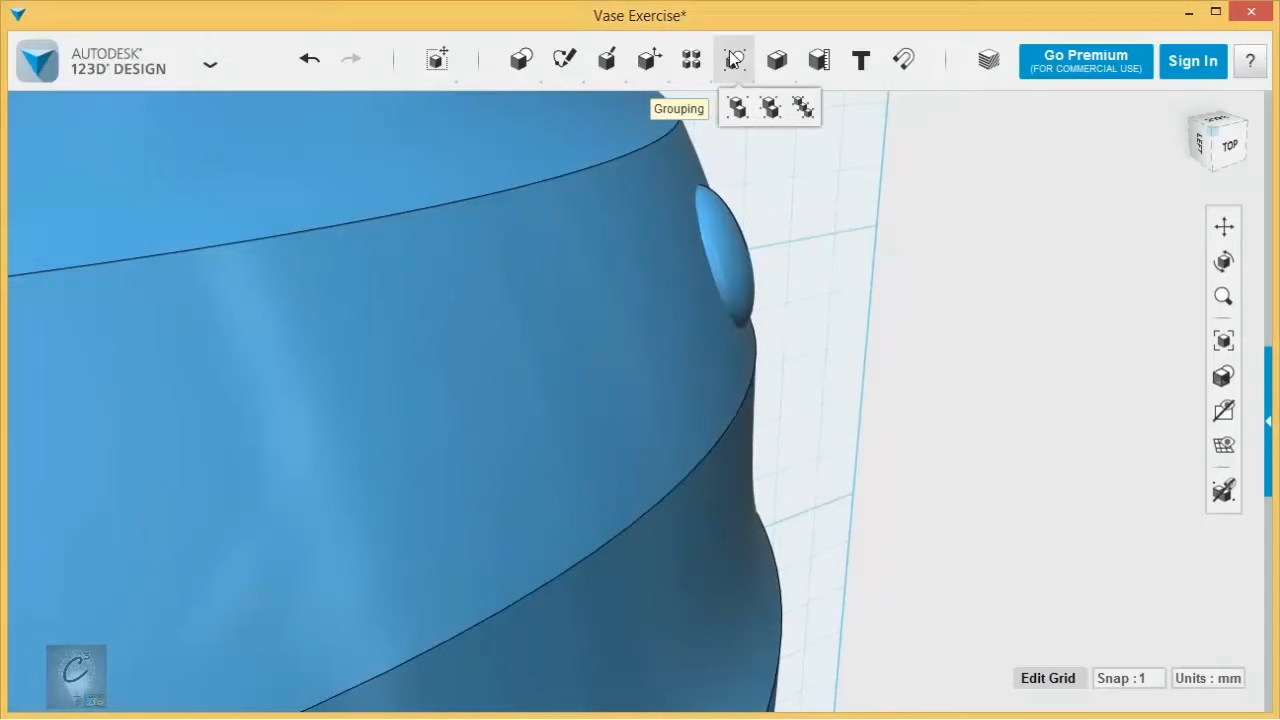 Vase Exercise*
AUTODESK®
123D® DESIGN
Go Premium
(FOR COMMERCIAL USE)
Sign In
?
Grouping
TOP
LEFT
Edit Grid
Snap : 1
Units : mm